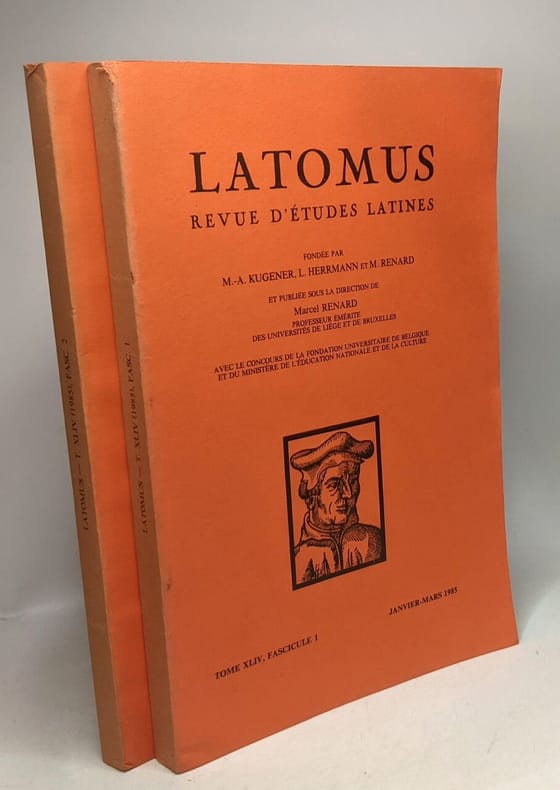 LATOMUS
REVUE D'ÉTUDES LATINES
FONDÉE PAR
M.-A. KUGENER, L. HERRMANN ET M. RENARD
ET PUBLIÉE SOUS LA DIRECTION DE
Marcel RENARD
PROFESSEUR ÉMÉRITE
DES UNIVERSITÉS DE LIÈGE ET DE BRUXELLES
AVEC LE CONCOURS DE LA FONDATION UNIVERSITAIRE DE BELGIQUE
ET DU MINISTÈRE DE L'ÉDUCATION NATIONALE ET DE LA CULTURE
TOME XLIV, FASCICULE 1
JANVIER-MARS 1985
LATOMUS — T. XLIV (1985), FASC. 1.
LATOMUS — T. XLIV (1985), FASC. 2